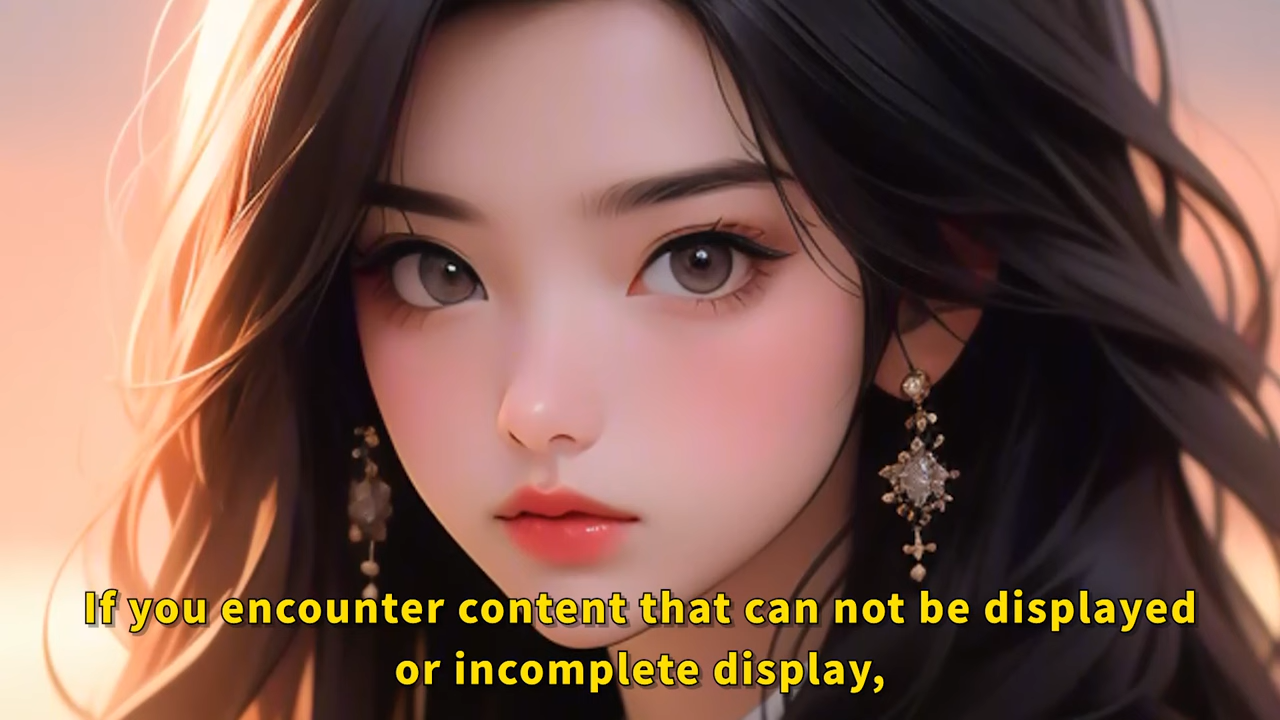 If you encounter content that can not be displayed
or incomplete display,